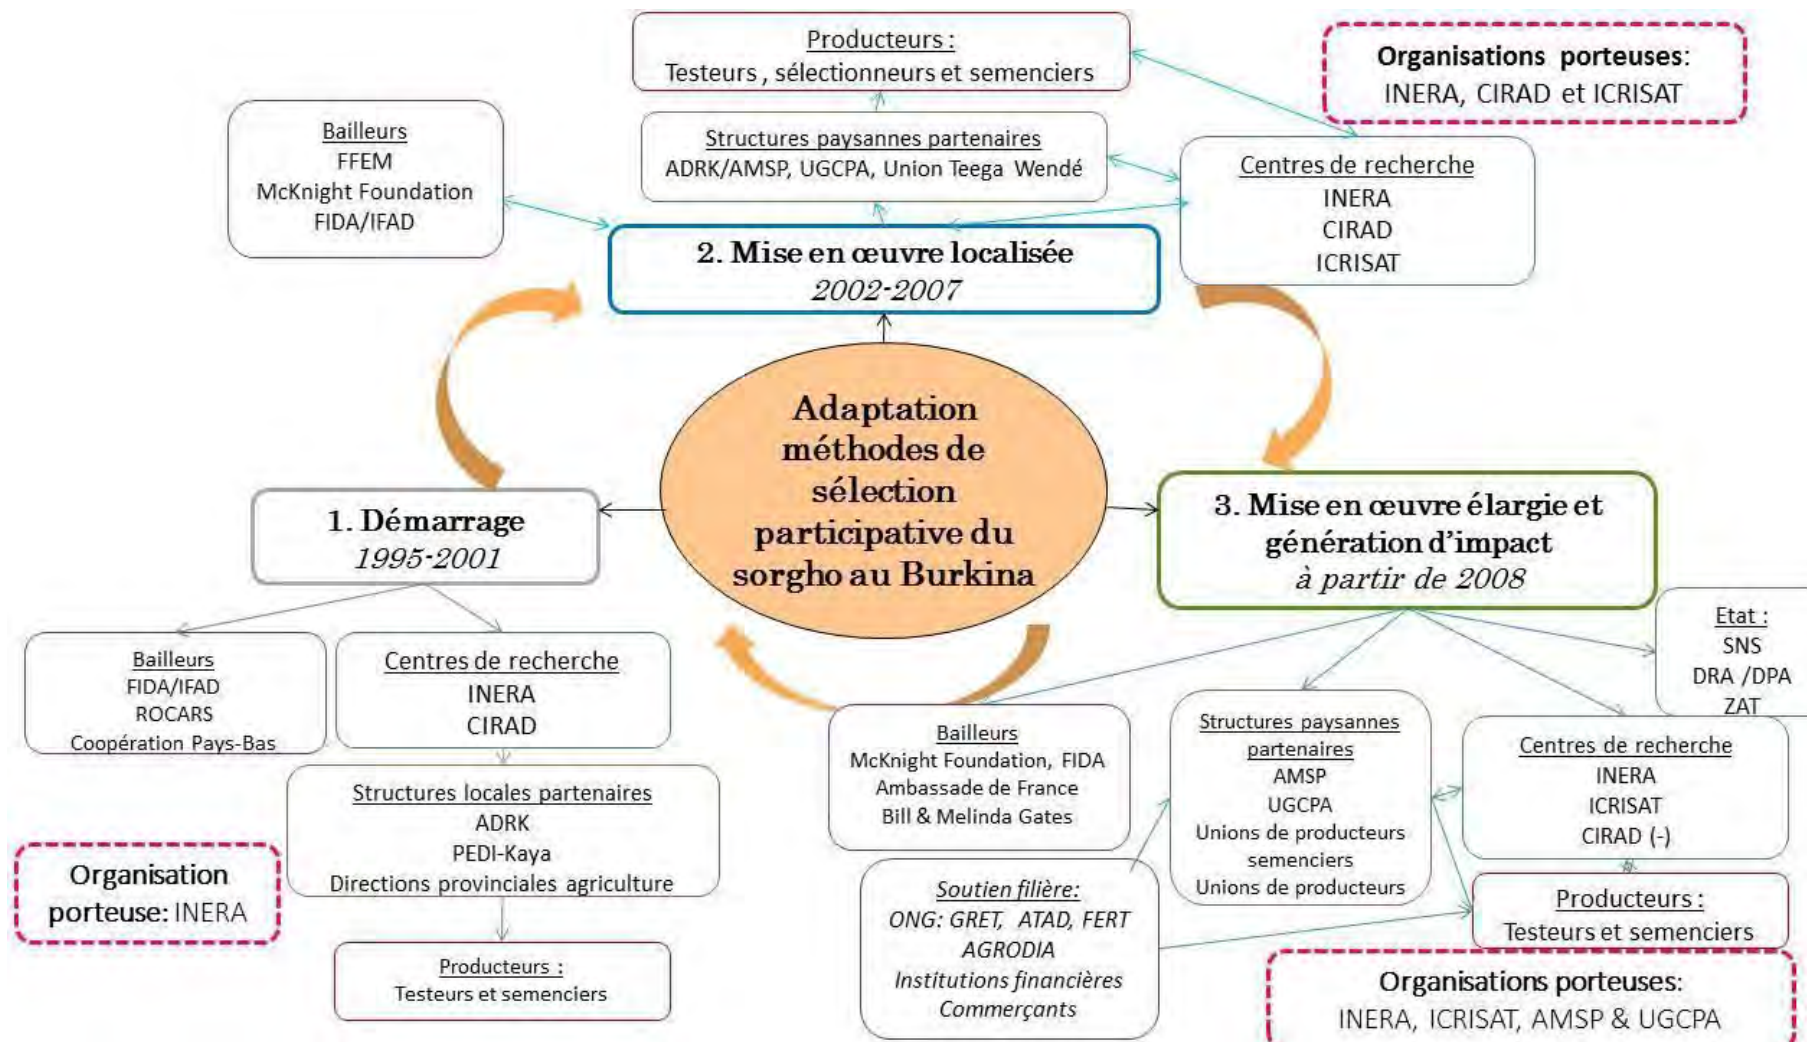 Producteurs :
Testeurs , sélectionneurs et semenciers
Organisations porteuses:
INERA, CIRAD et ICRISAT
Bailleurs
FFEM
McKnight Foundation
FIDA/IFAD
Structures paysannes partenaires
ADRK/AMSP, UGCPA, Union Teega Wendé
Centres de recherche
INERA
CIRAD
ICRISAT
2. Mise en œuvre localisée
2002-2007
Adaptation
méthodes de
sélection
participative du
sorgho au Burkina
1. Démarrage
1995-2001
3. Mise en œuvre élargie et
génération d'impact
à partir de 2008
Bailleurs
FIDA/IFAD
ROCARS
Coopération Pays-Bas
Centres de recherche
INERA
CIRAD
Structures locales partenaires
ADRK
PEDI-Kaya
Directions provinciales agriculture
Organisation
porteuse: INERA
Producteurs :
Testeurs et semenciers
Bailleurs
McKnight Foundation, FIDA
Ambassade de France
Bill & Melinda Gates
Soutien filière:
ONG: GRET, ATAD, FERT
AGRODIA
Institutions financières
Commerçants
Structures paysannes
partenaires
AMSP
UGCPA
Unions de producteurs
semenciers
Unions de producteurs
Etat :
SNS
DRA /DPA
ZAT
Centres de recherche
INERA
ICRISAT
CIRAD (-)
Producteurs :
Testeurs et semenciers
Organisations porteuses:
INERA, ICRISAT, AMSP & UGCPA